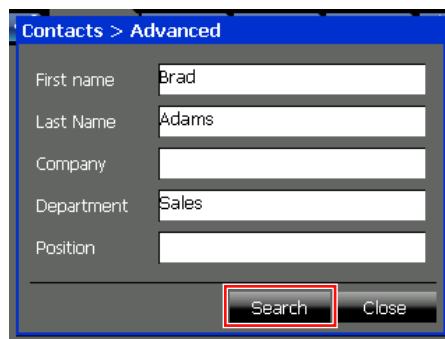 Contacts > Advanced
First name Brad
Last Name Adams
Company
Department Sales
Position
Search Close